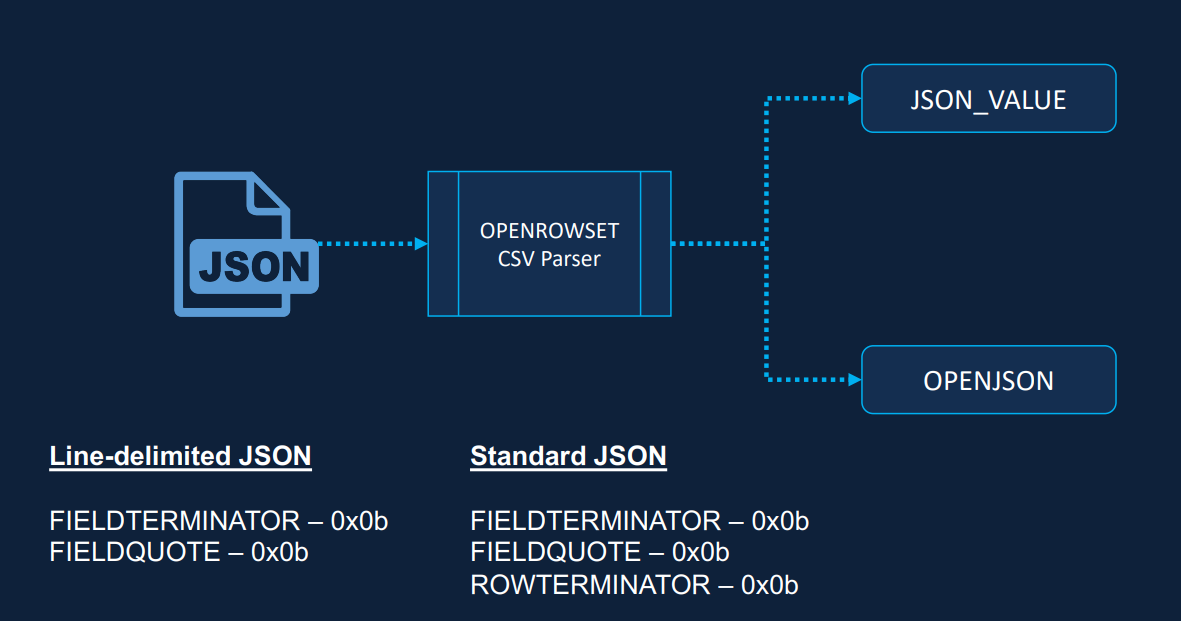 JSON_VALUE
JSON
OPENROWSET
CSV Parser
OPENJSON
Line-delimited JSON
FIELDTERMINATOR – 0x0b
FIELDQUOTE – 0x0b
Standard JSON
FIELDTERMINATOR – 0x0b
FIELDQUOTE – 0x0b
ROWTERMINATOR – 0x0b